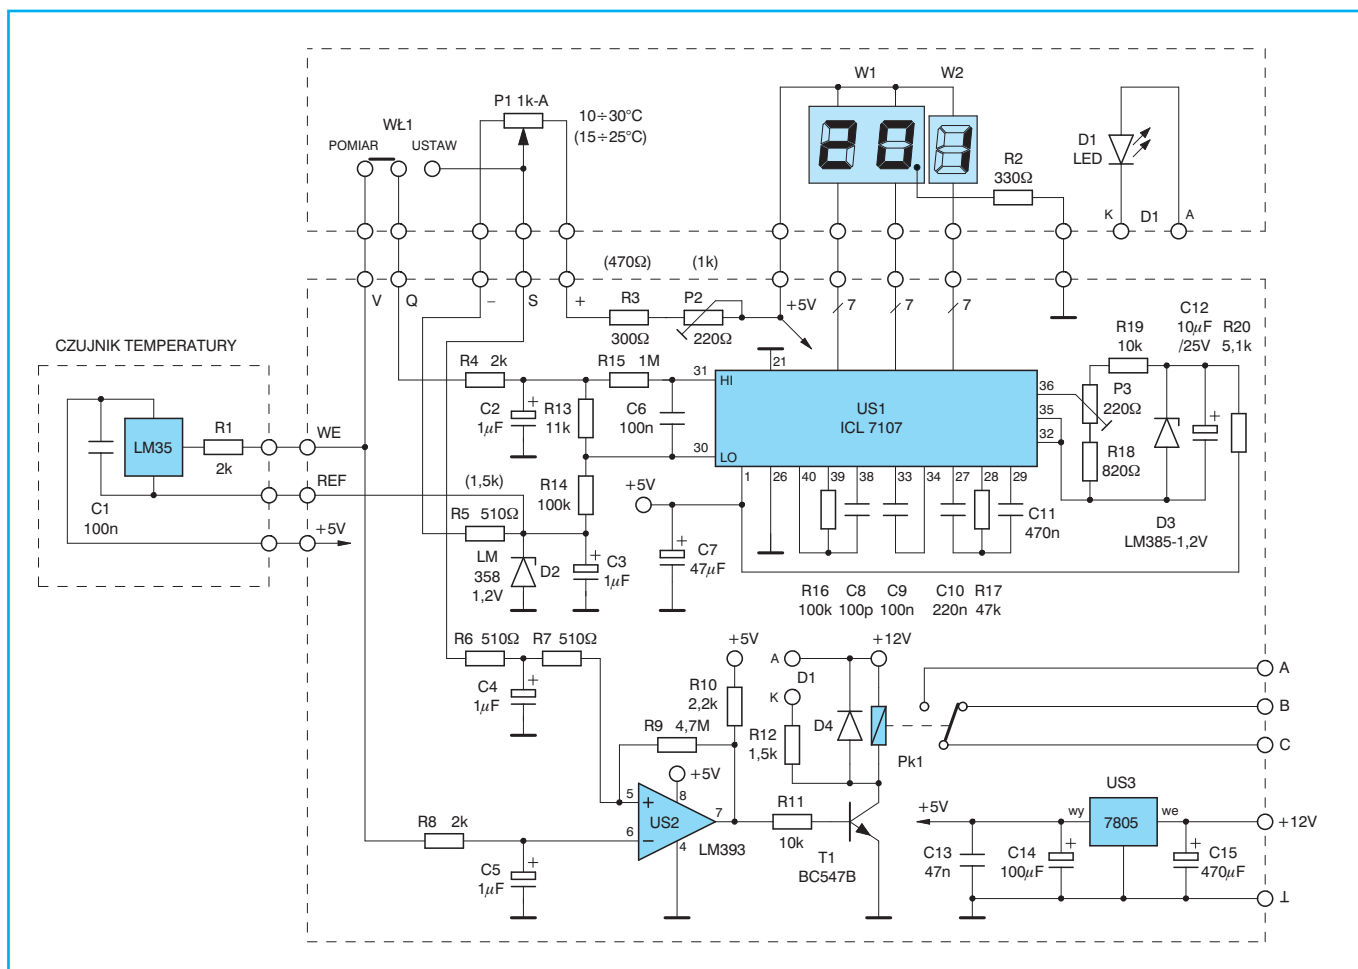 W1
W2
P1 1k-A
10÷30°C
(15÷25°C)
WŁ1
POMIAR
USTAW
D1
LED
R2
330Ω
K
D1
A
V
Q
–
S
+
(470Ω)
(1k)
R3
300Ω
P2
220Ω
+5V
7
7
7
C12
10µF
/25V
R20
5,1k
R19
10k
CZUJNIK TEMPERATURY
R4 2k
R15 1M
31
HI
21
US1
ICL 7107
36
35
32
P3
220Ω
C2
1µF
+
R13
11k
C6
100n
+
LM35
R1
2k
WE
30
LO
R18
820Ω
REF
(1,5k)
R14
100k
+5V
1
26
40
39
38
33
34
27
28
29
C1
100n
+5V
R5 510Ω
C11
470n
D3
LM385-1,2V
LM
358
1,2V
D2
+
C3
1µF
+
C7
47µF
R16
100k
C8
100p
C9
100n
C10
220n
R17
47k
R6 510Ω
R7 510Ω
+5V
A
+12V
D1
K
A
C4
1µF
+
R10
2,2k
B
R9 4,7M
R12
1,5k
D4
Pk1
C
+5V
5
+
8
US2
7
6
–
4
LM393
R8 2k
R11
10k
T1
BC547B
US3
+5V
wy
7805
we
+12V
C5
1µF
+
C13
47n
C14
100µF
+
C15
470µF
+
⊥